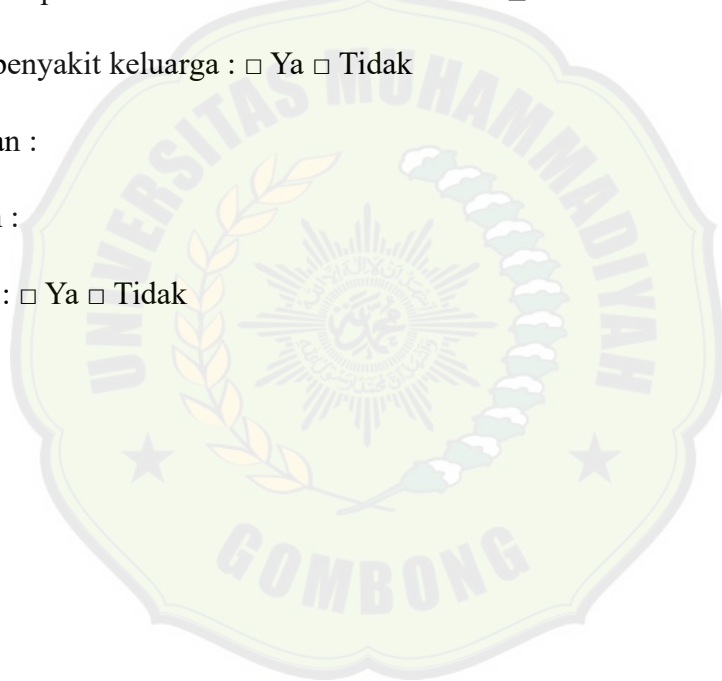 penyakit keluarga : □ Ya □ Tidak
an :
:
: □ Ya □ Tidak
UNIVERSITAS MUHAMMADIYAH
GOMBONG